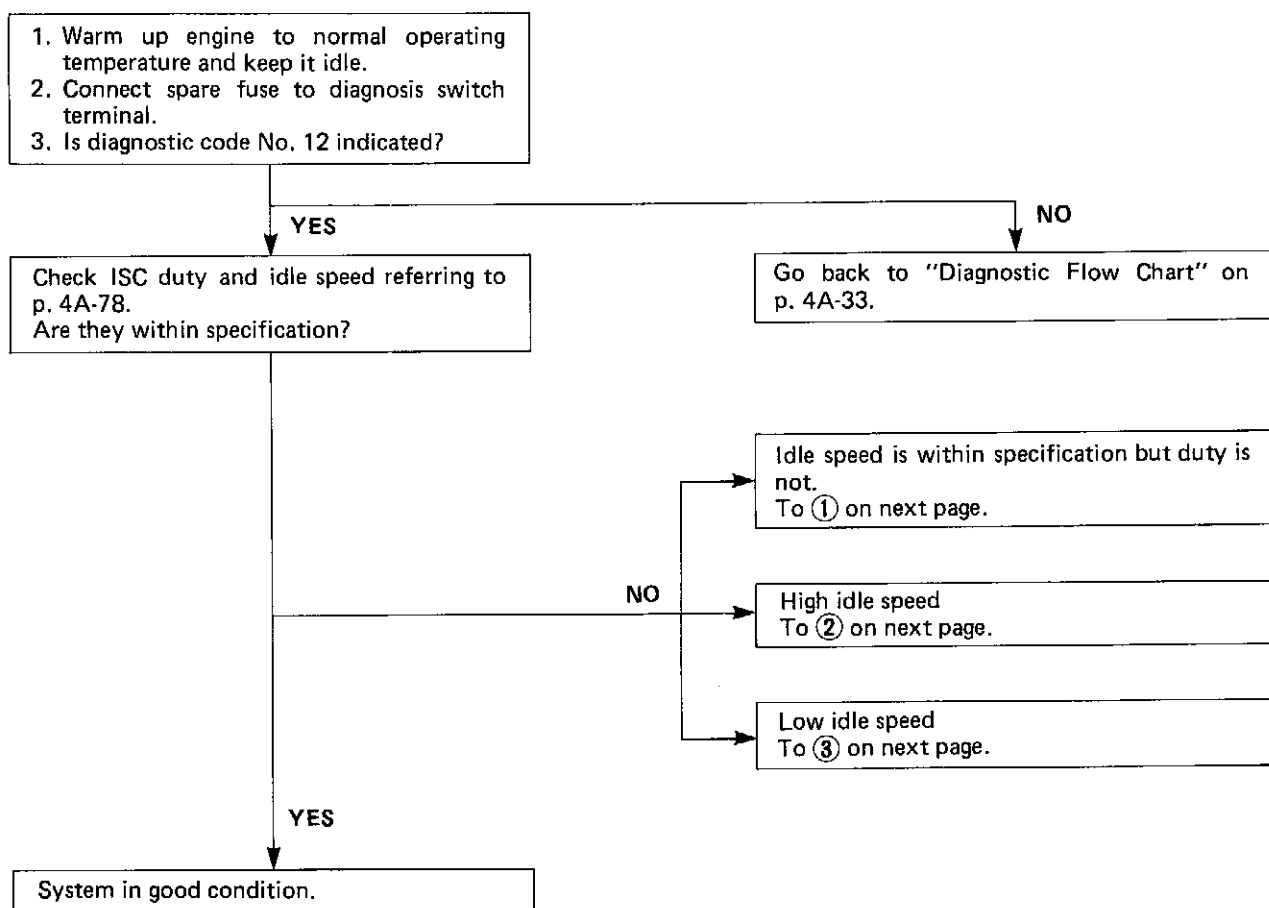 1. Warm up engine to normal operating
temperature and keep it idle.
2. Connect spare fuse to diagnosis switch
terminal.
3. Is diagnostic code No. 12 indicated?
YES
NO
Check ISC duty and idle speed referring to
p. 4A-78.
Are they within specification?
Go back to "Diagnostic Flow Chart" on
p. 4A-33.
Idle speed is within specification but duty is
not.
To ① on next page.
NO
High idle speed
To ② on next page.
Low idle speed
To ③ on next page.
YES
System in good condition.